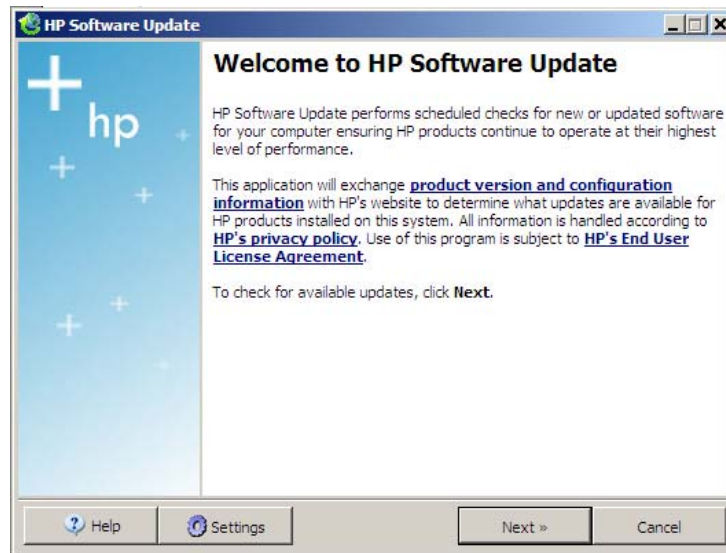 HP Software Update
hp
Welcome to HP Software Update
HP Software Update performs scheduled checks for new or updated software
for your computer ensuring HP products continue to operate at their highest
level of performance.
This application will exchange product version and configuration
information with HP's website to determine what updates are available for
HP products installed on this system. All information is handled according to
HP's privacy policy. Use of this program is subject to HP's End User
License Agreement.
To check for available updates, click Next.
Help
Settings
Next »
Cancel